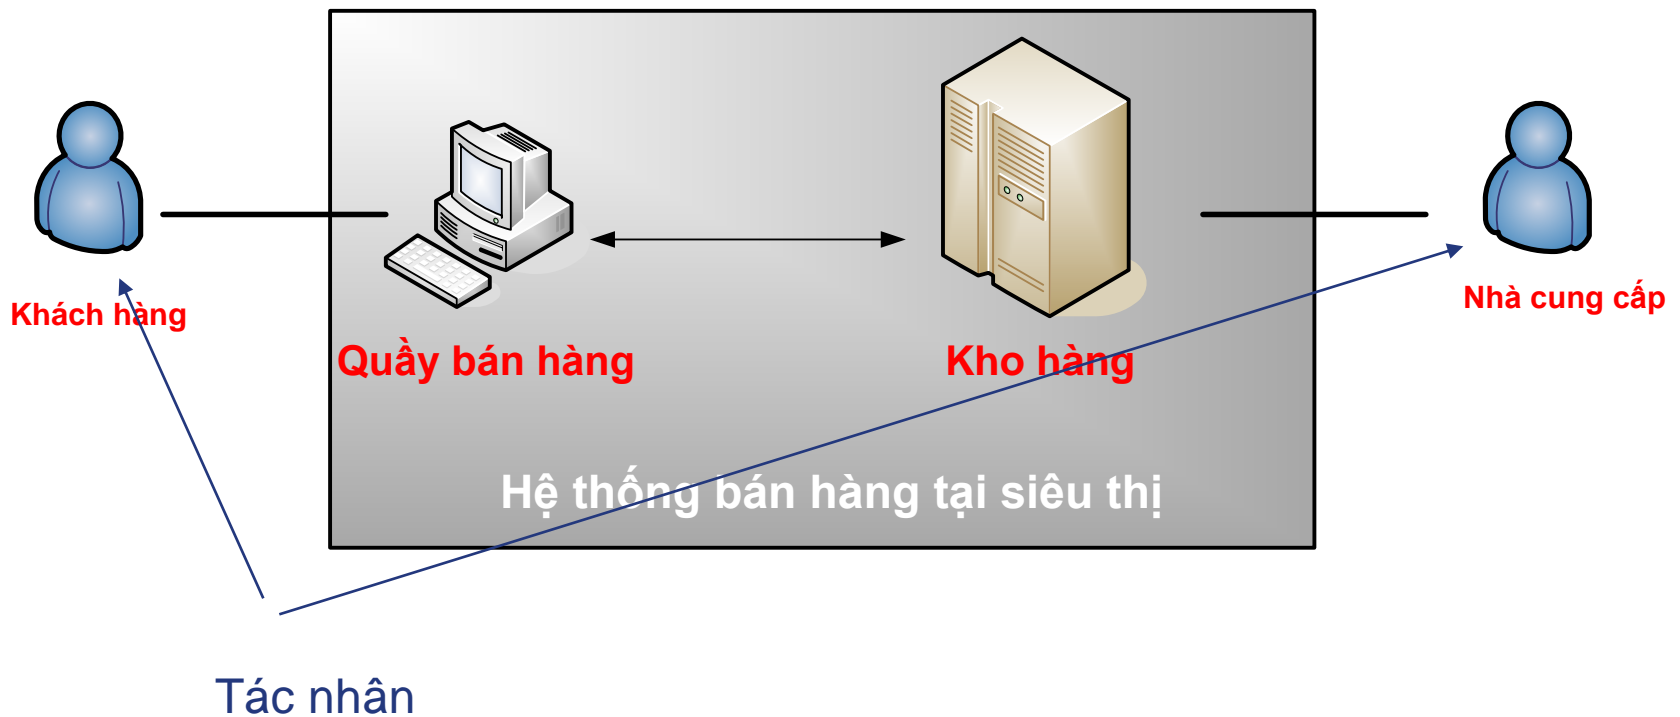 Khách hàng
Nhà cung cấp
Quầy bán hàng
Kho hàng
Hệ thống bán hàng tại siêu thị
Tác nhân